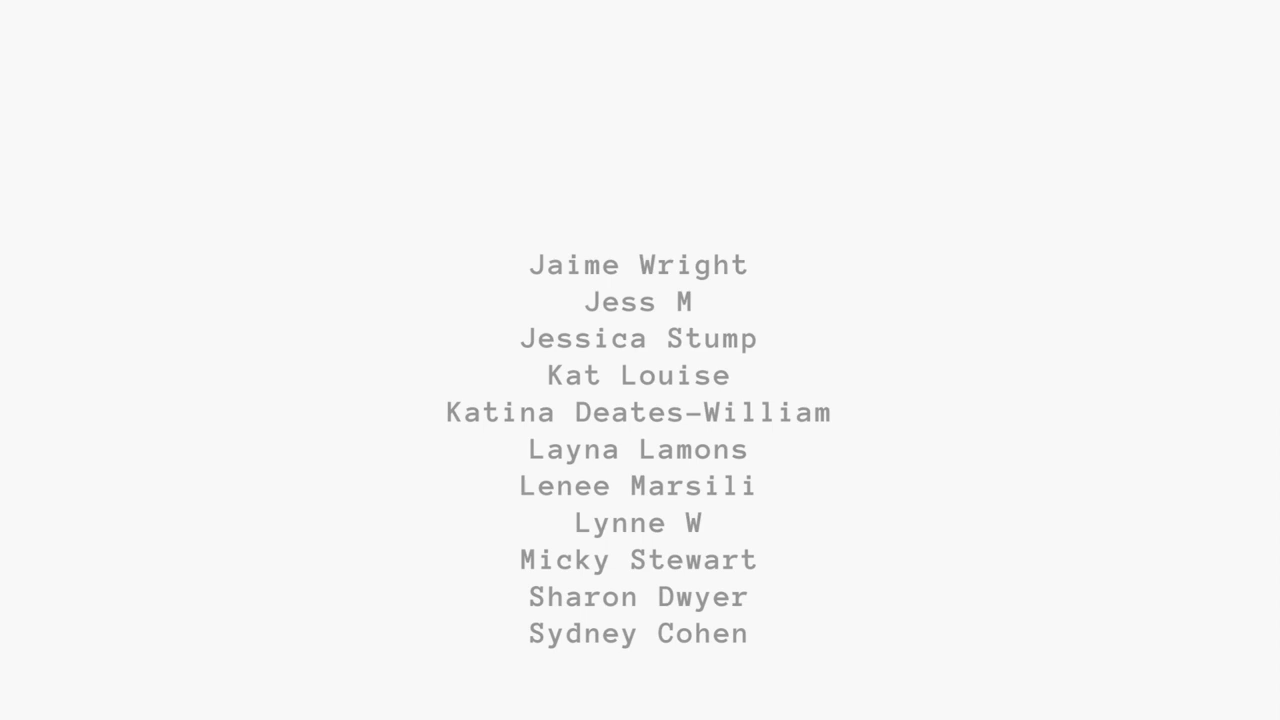 Jaime Wright
Jess M
Jessica Stump
Kat Louise
Katina Deates-William
Layna Lamons
Lenee Marsili
Lynne W
Micky Stewart
Sharon Dwyer
Sydney Cohen